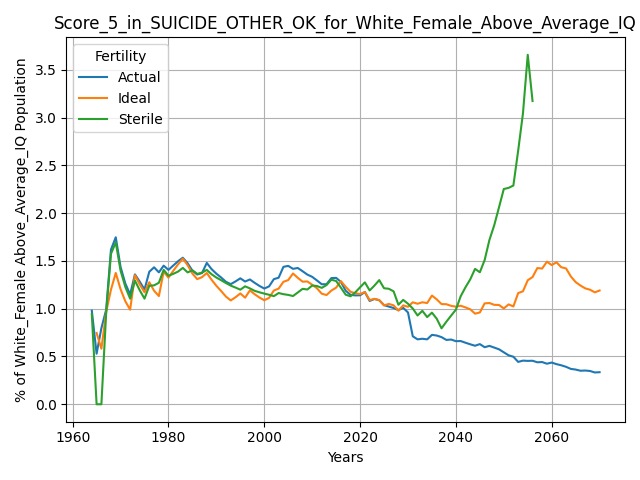 Score_5_in_SUICIDE_OTHER_OK_for_White_Female_Above_Average_IQ
Fertility
Actual
Ideal
Sterile
% of White_Female Above_Average_IQ Population
3.5
3.0
2.5
2.0
1.5
1.0
0.5
0.0
1960
1980
2000
2020
2040
2060
Years